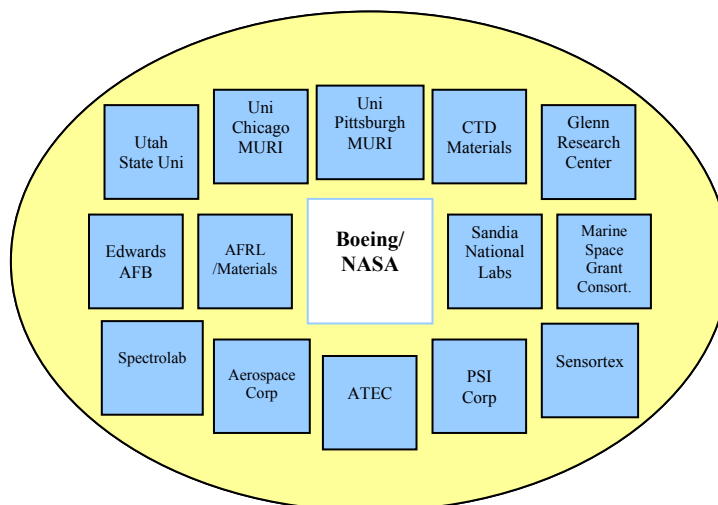 Utah
State Uni
Uni
Chicago
MURI
Uni
Pittsburgh
MURI
CTD
Materials
Glenn
Research
Center
Edwards
AFB
AFRL
/Materials
Boeing/
NASA
Sandia
National
Labs
Marine
Space
Grant
Consort.
Spectrolab
Aerospace
Corp
ATEC
PSI
Corp
Sensortex